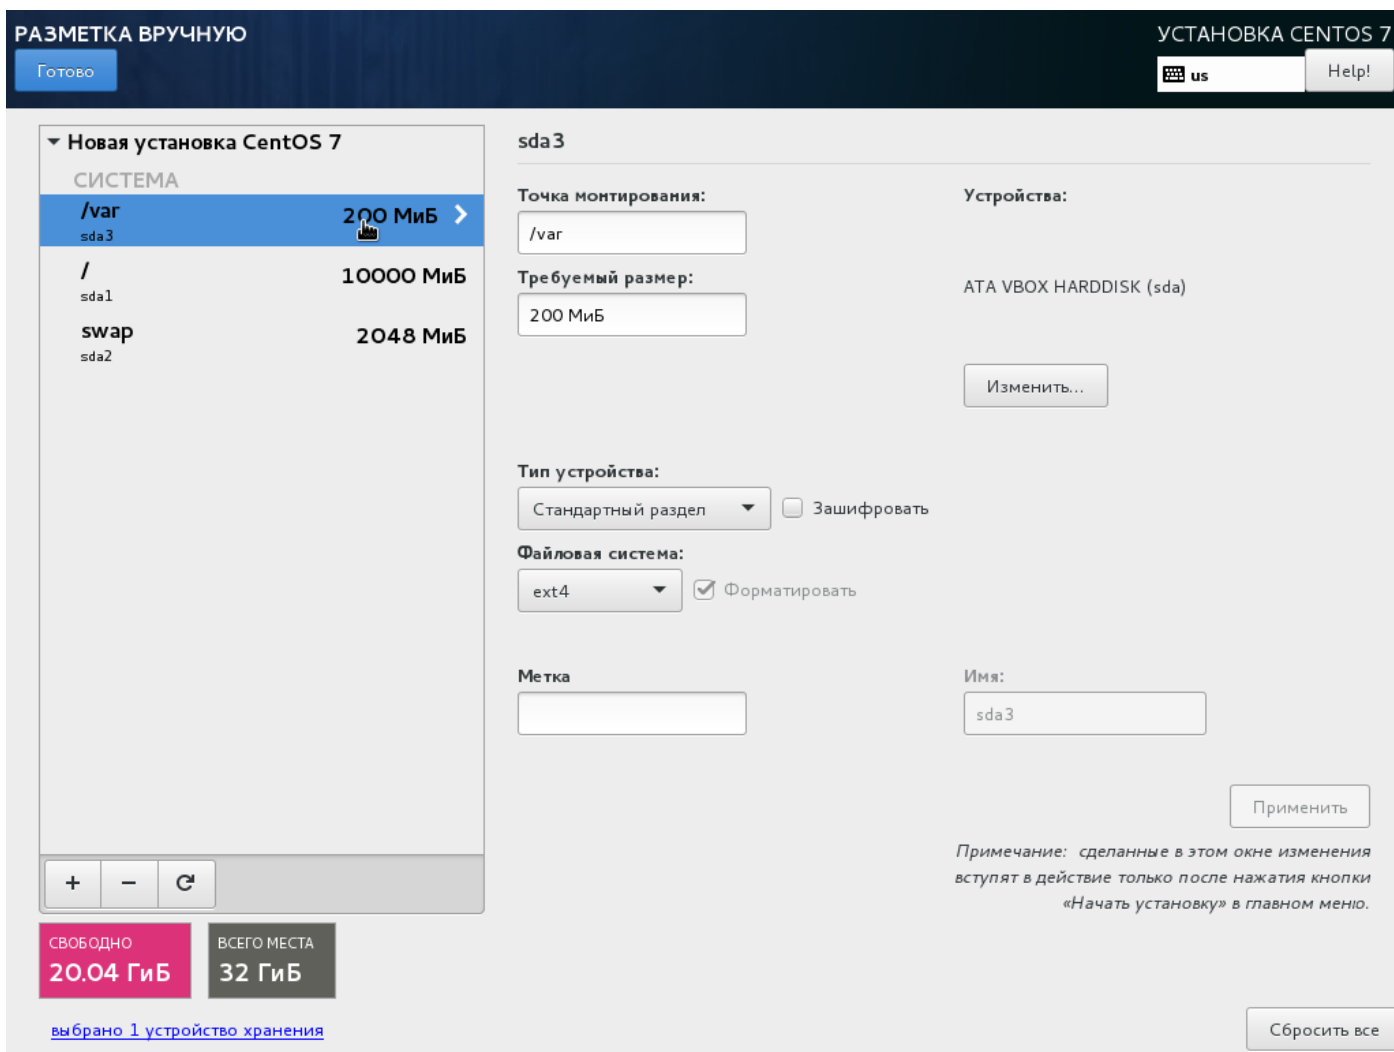 РАЗМЕТКА ВРУЧНУЮ
УСТАНОВКА CENTOS 7
Готово
us
Help!
Новая установка CentOS 7
СИСТЕМА
/var
200 МиБ
sda3
/
10000 МиБ
sda1
swap
2048 МиБ
sda2
sda3
Точка монтирования:
/var
Требуемый размер:
200 МиБ
Устройства:
ATA VBOX HARDDISK (sda)
Изменить...
Тип устройства:
Стандартный раздел
Зашифровать
Файловая система:
ext4
Форматировать
Метка
Имя:
sda3
Применить
Примечание: сделанные в этом окне изменения
вступят в действие только после нажатия кнопки
«Начать установку» в главном меню.
+ −
СВОБОДНО
20.04 ГиБ
ВСЕГО МЕСТА
32 ГиБ
выбрано 1 устройство хранения
Сбросить все